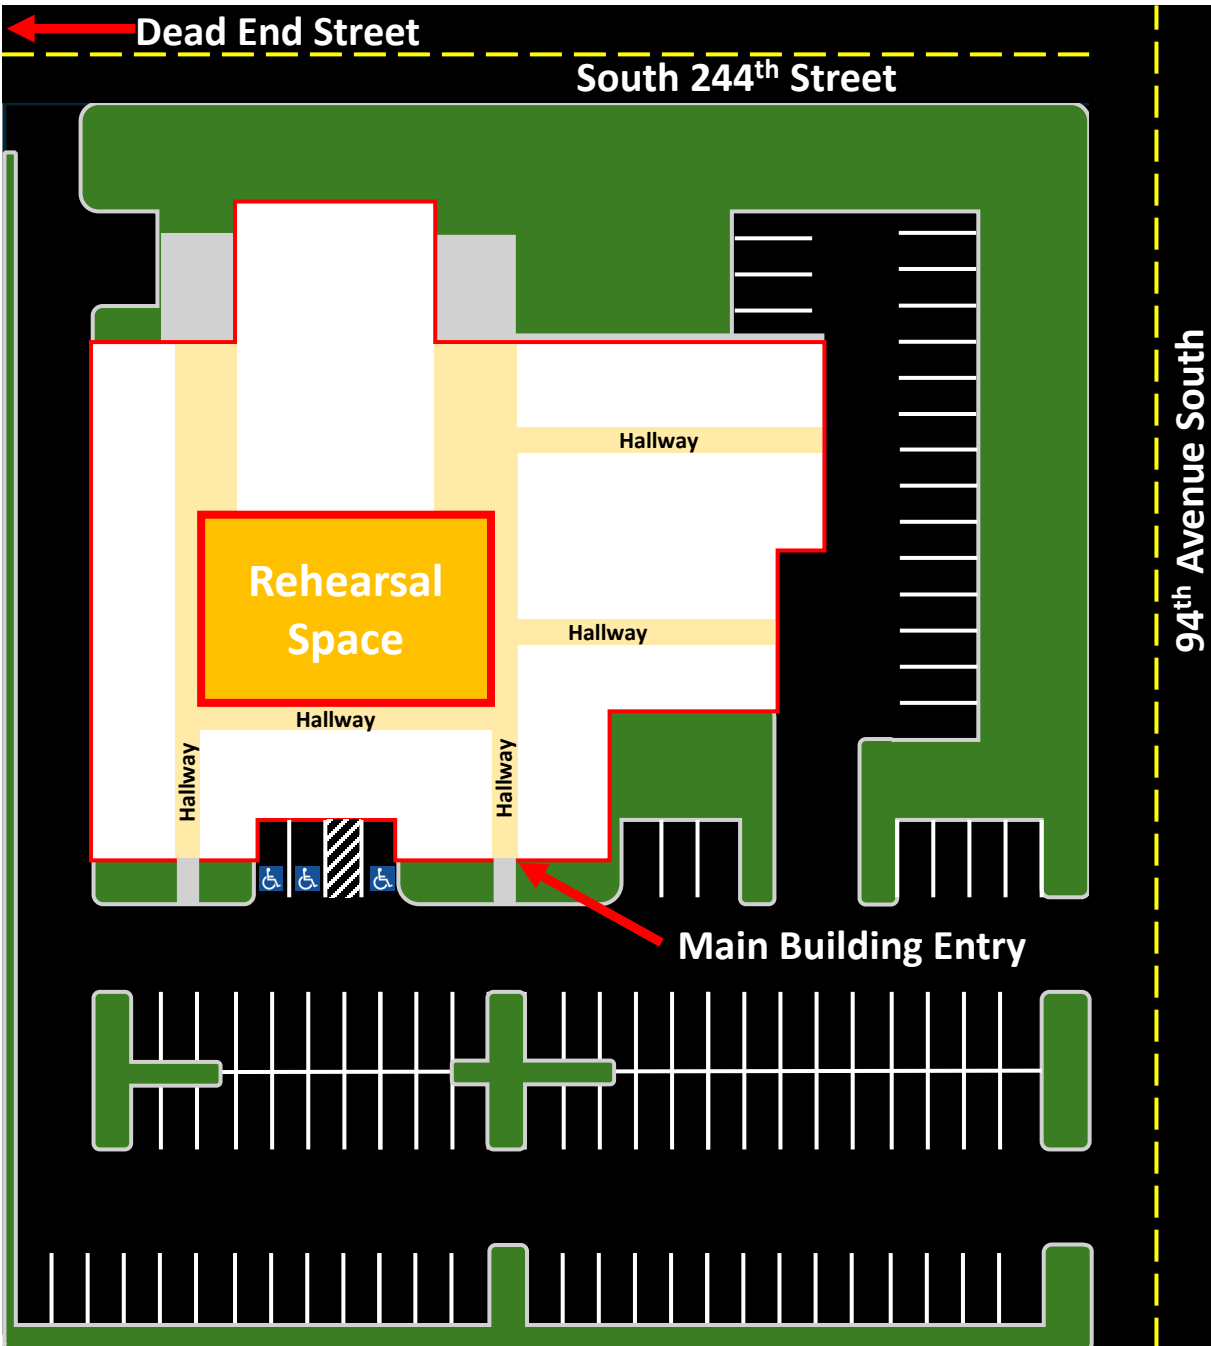 Dead End Street
South 244th Street
94th Avenue South
Hallway
Rehearsal
Space
Hallway
Hallway
Hallway
Hallway
Main Building Entry